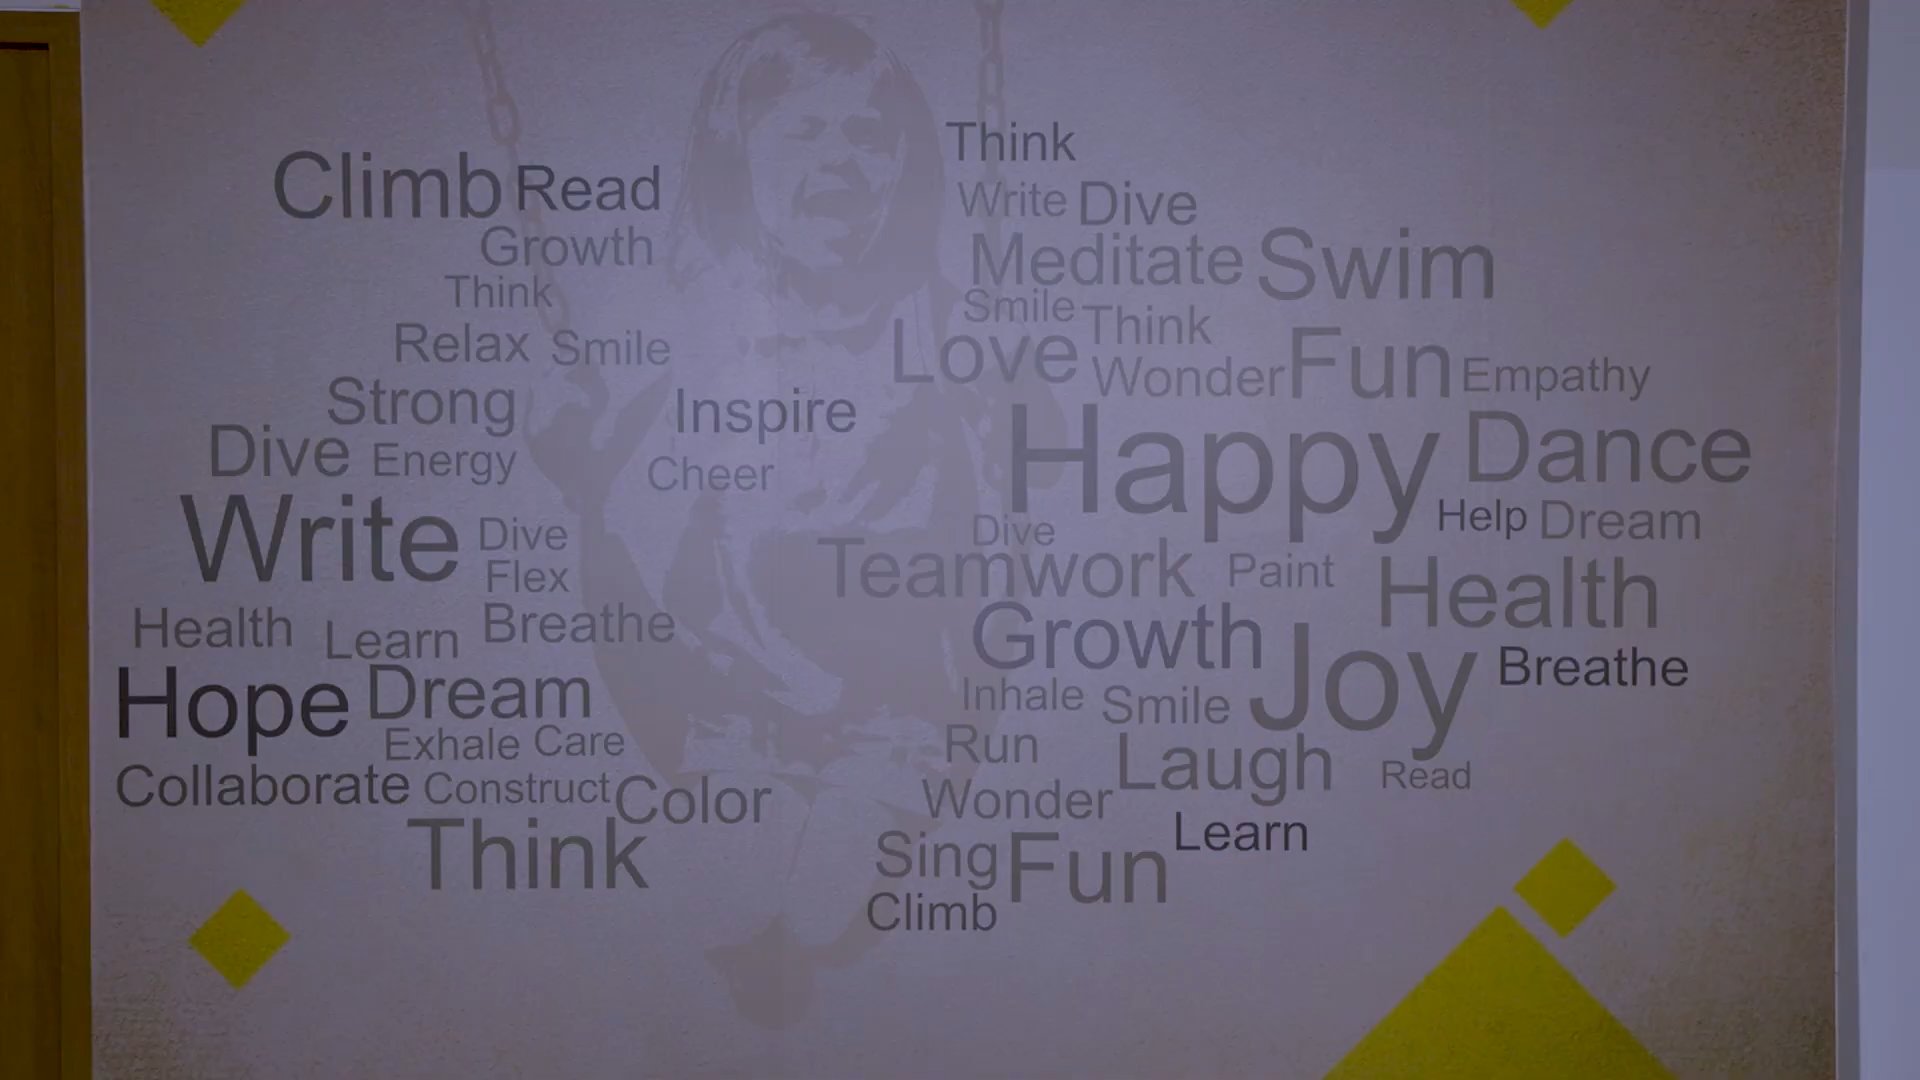 Climb Read
Growth
Think
Relax Smile
Strong
Dive Energy
Write Dive
Flex
Health Learn Breathe
Hope Dream
Exhale Care
Collaborate Construct Color
Think
Inspire
Cheer
Think
Write Dive
Meditate Swim
Smile Think
Love Wonder Fun Empathy
Happy Dance
Help Dream
Dive
Teamwork Paint Health
Growth Joy Breathe
Inhale Smile
Run Laugh Read
Wonder Learn
Sing Fun
Climb